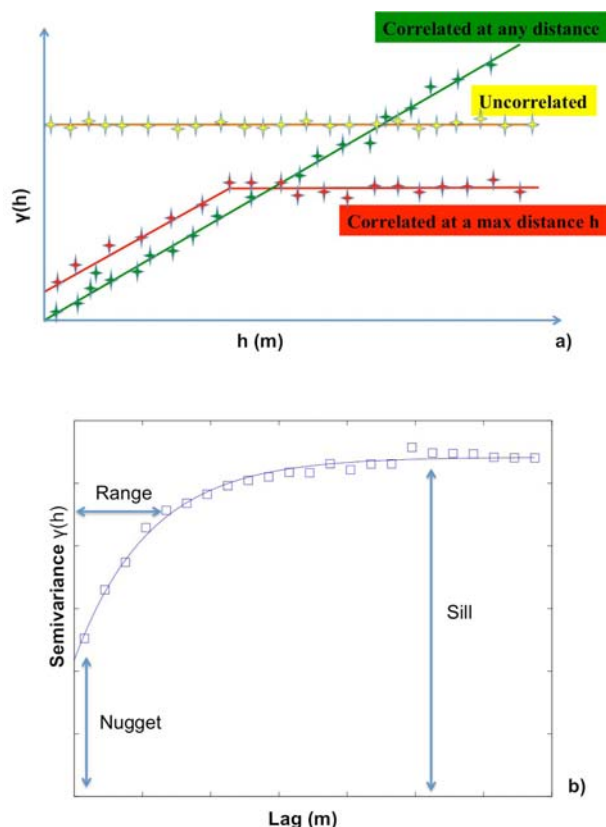 Correlated at any distance
Uncorrelated
γ(h)
Correlated at a max distance h
h (m)
a)
Range
Semivariance γ(h)
Sill
Nugget
b)
Lag (m)